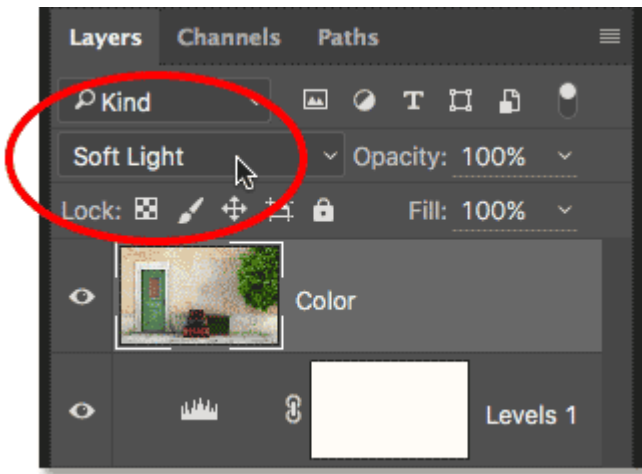 Layers Channels Paths
Kind T
Soft Light Opacity: 100%
Lock: Fill: 100%
Color
Levels 1